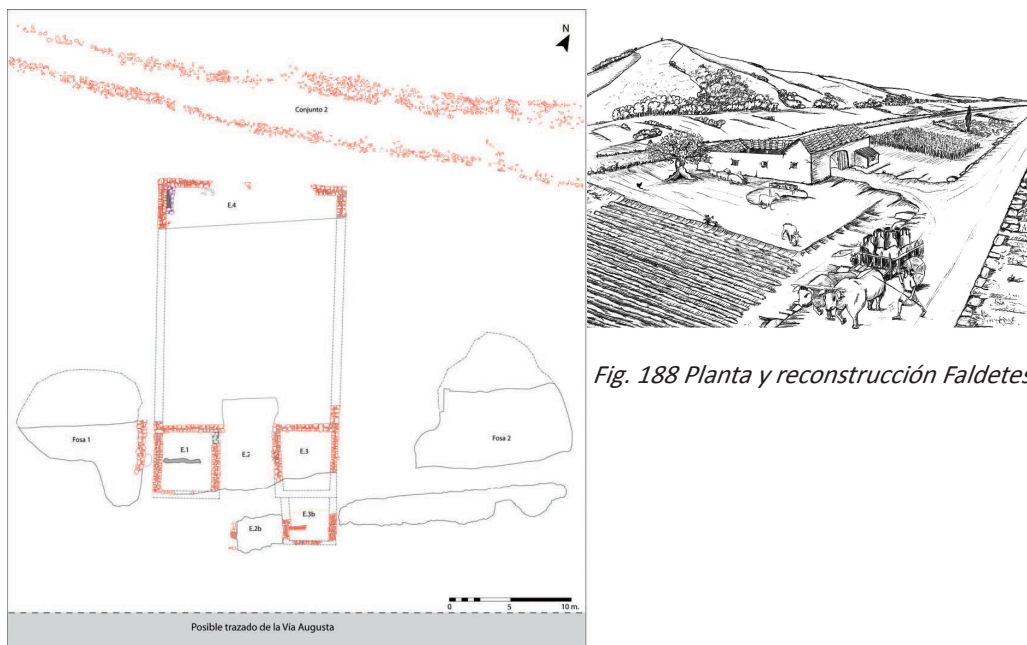 N
Conjunto 2
E.4
Fosa 1
E.1
E.2
E.3
Fosa 2
E.2b
E.3b
0 5 10 m.
Posible trazado de la Vía Augusta
Fig. 188 Planta y reconstrucción Faldetes